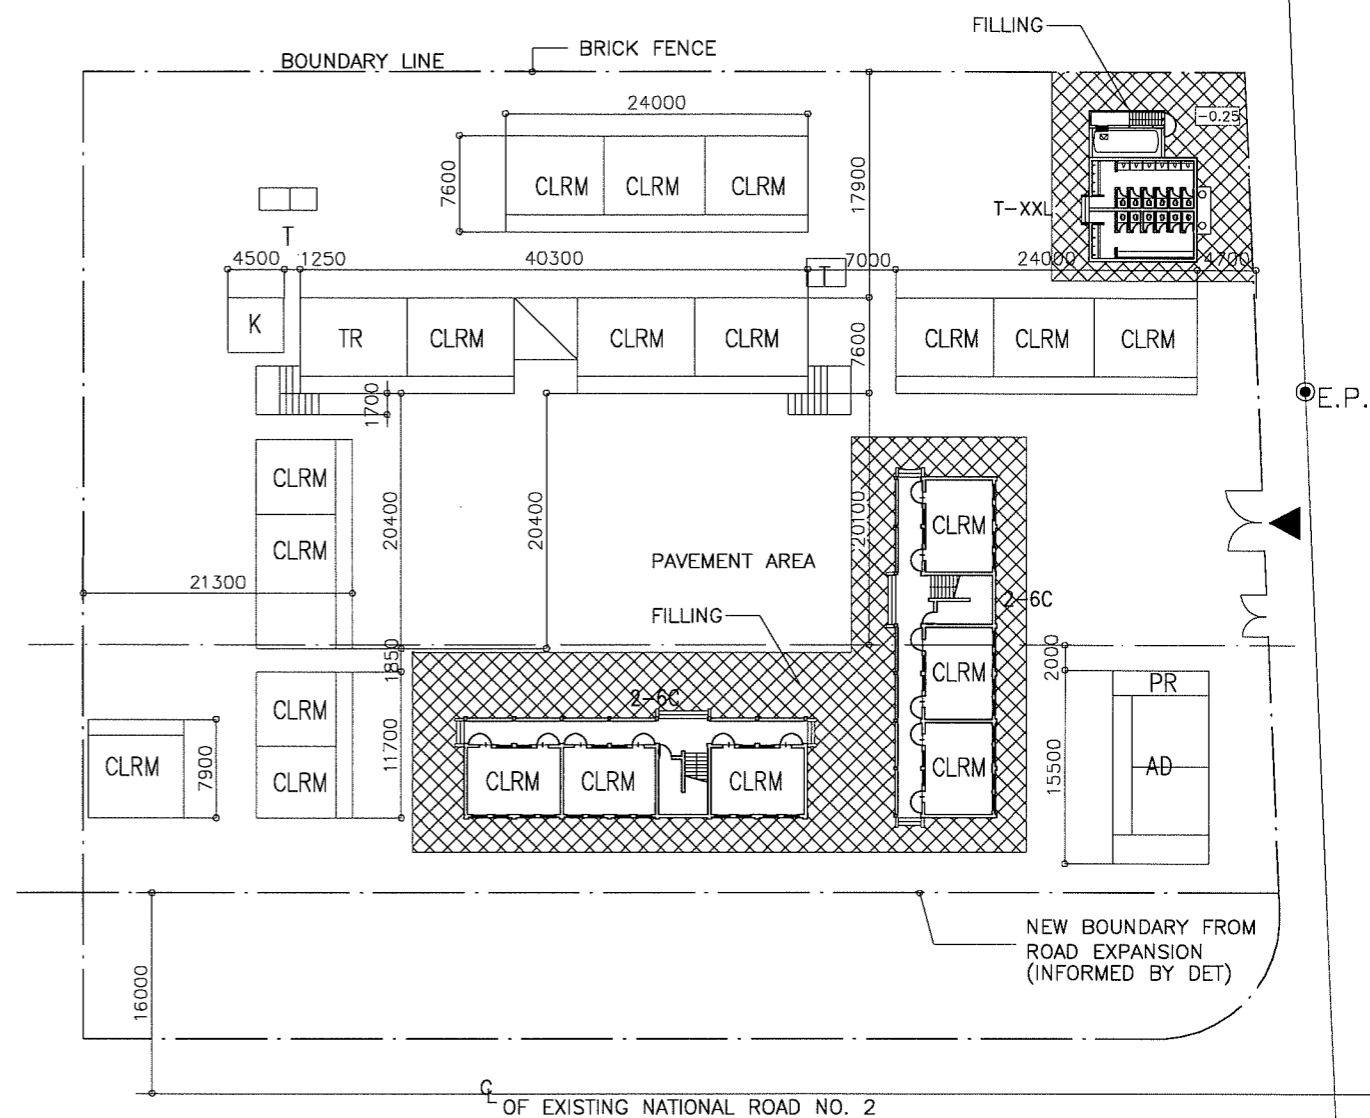 FILLING
BRICK FENCE
BOUNDARY LINE
24000
-0.25
7600
CLRM CLRM CLRM
17900
T-XXL
T
4500 1250 40300 T 7000 24000 4700
K TR CLRM CLRM CLRM 7600 CLRM CLRM CLRM
1700
E.P.
CLRM
20400 20400 20100
CLRM
CLRM
PAVEMENT AREA
21300
2-6C
FILLING
1850
2000
CLRM
PR
2-6C
CLRM
11700
CLRM
7900
CLRM
CLRM CLRM CLRM
CLRM
15500
AD
NEW BOUNDARY FROM
ROAD EXPANSION
(INFORMED BY DET)
16000
CL OF EXISTING NATIONAL ROAD NO. 2